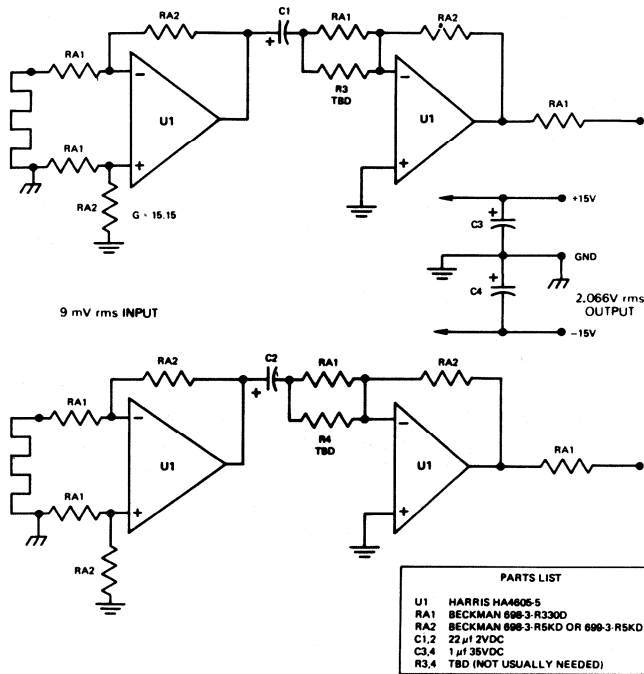 RA2
C1
RA1
RA2
RA1
−
+
U1
R3
TBD
−
+
U1
RA1
RA1
+
RA2
G - 15.15
+15V
+
C3
GND
+
C4
9 mV rms INPUT
2.066V rms
OUTPUT
−15V
RA2
C2
RA1
RA2
RA1
−
+
U1
R4
TBD
−
+
U1
RA1
RA1
+
RA2
PARTS LIST
U1 HARRIS HA4605-5
RA1 BECKMAN 698-3-R330D
RA2 BECKMAN 698-3-R5KD OR 699-3-R5KD
C1,2 22 µf 2VDC
C3,4 1 µf 35VDC
R3,4 TBD (NOT USUALLY NEEDED)